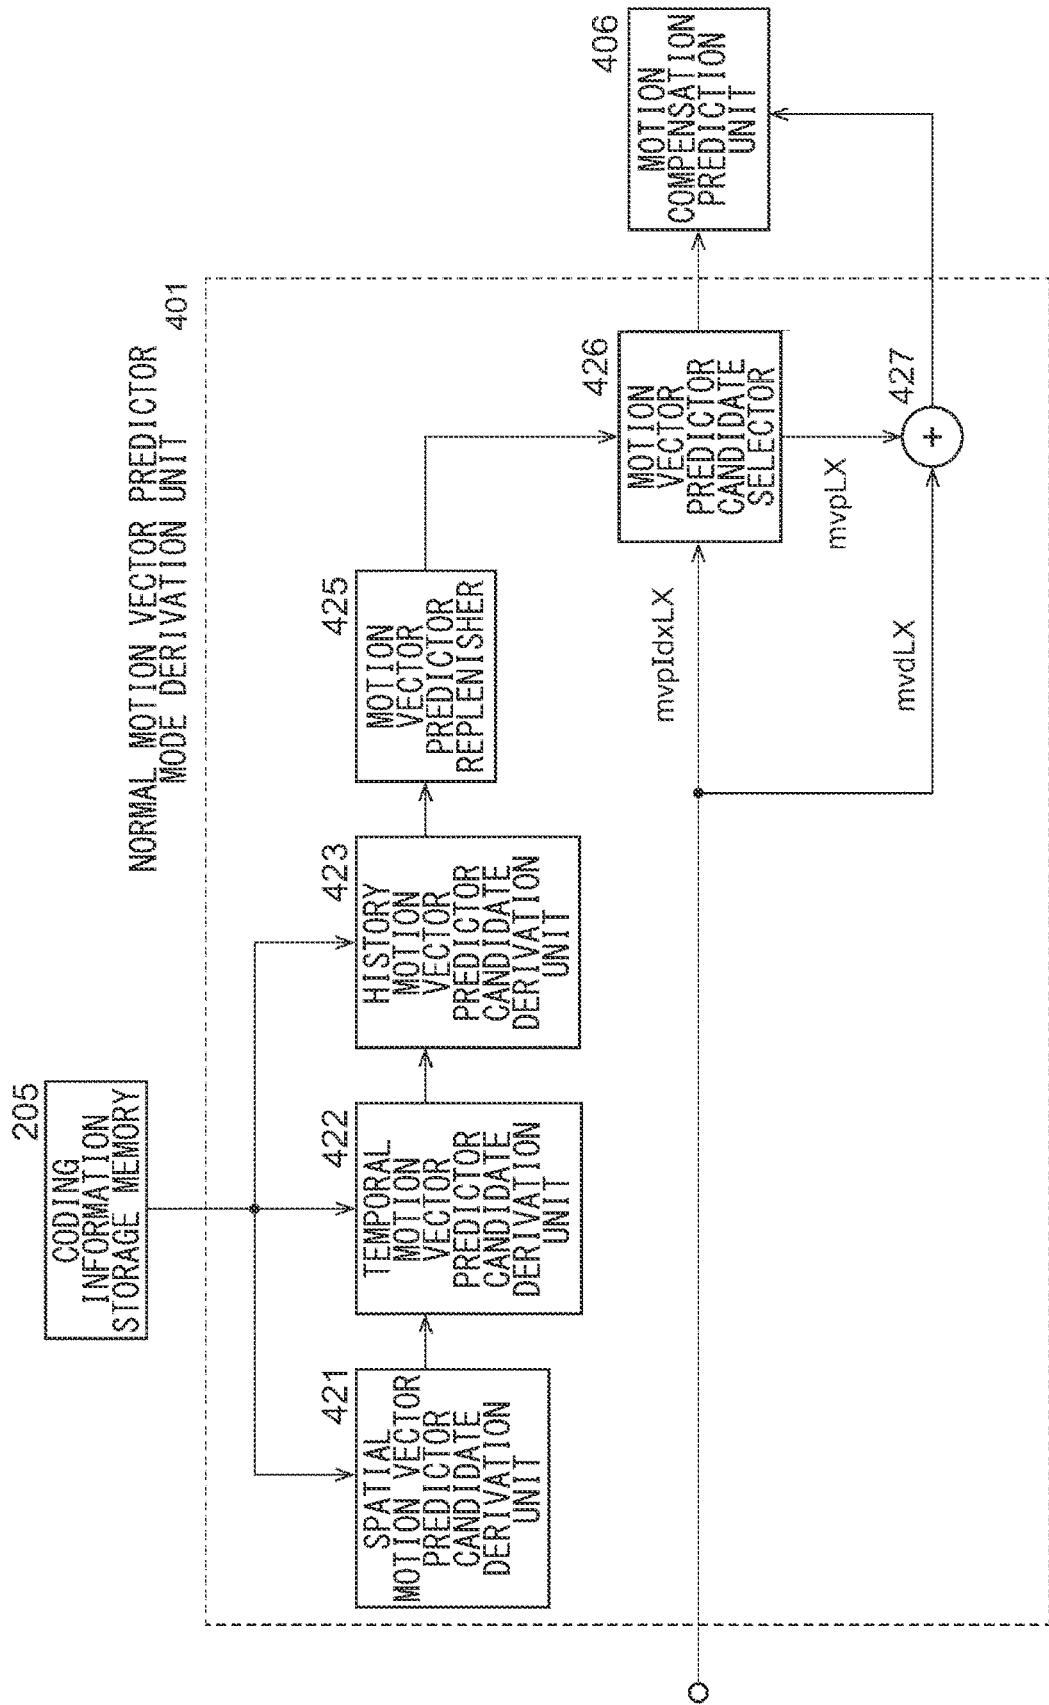 205
CODING
INFORMATION
STORAGE MEMORY
NORMAL MOTION VECTOR PREDICTOR
MODE DERIVATION UNIT
401
421
SPATIAL
MOTION VECTOR
PREDICTOR
CANDIDATE
DERIVATION
UNIT
422
TEMPORAL
MOTION
VECTOR
PREDICTOR
CANDIDATE
DERIVATION
UNIT
423
HISTORY
MOTION
VECTOR
PREDICTOR
CANDIDATE
DERIVATION
UNIT
425
MOTION
VECTOR
PREDICTOR
REPLENISHER
426
MOTION
VECTOR
PREDICTOR
CANDIDATE
SELECTOR
406
MOTION
COMPENSATION
PREDICTION
UNIT
mvpIdxLX
mvpLX
mvdLX
427
+